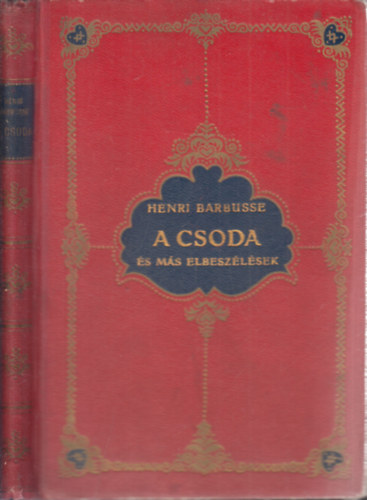 HENRI BARBUSSE
A CSODA
ÉS MÁS ELBESZÉLÉSEK